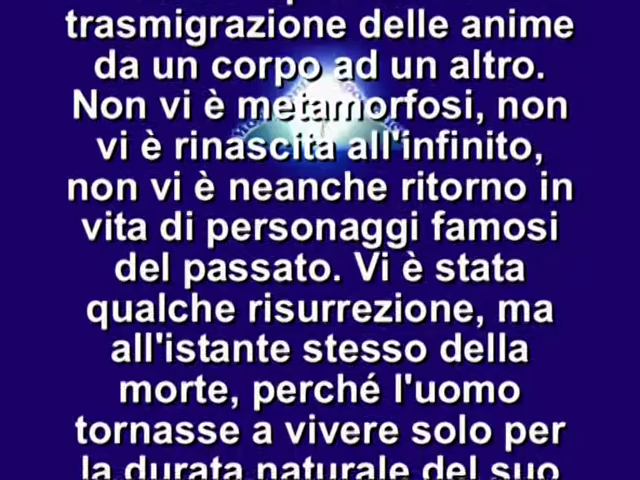 trasmigrazione delle anime
da un corpo ad un altro.
Non vi è metamorfosi, non
vi è rinascita all'infinito,
non vi è neanche ritorno in
vita di personaggi famosi
del passato. Vi è stata
qualche risurrezione, ma
all'istante stesso della
morte, perché l'uomo
tornasse a vivere solo per
la durata naturale del suo